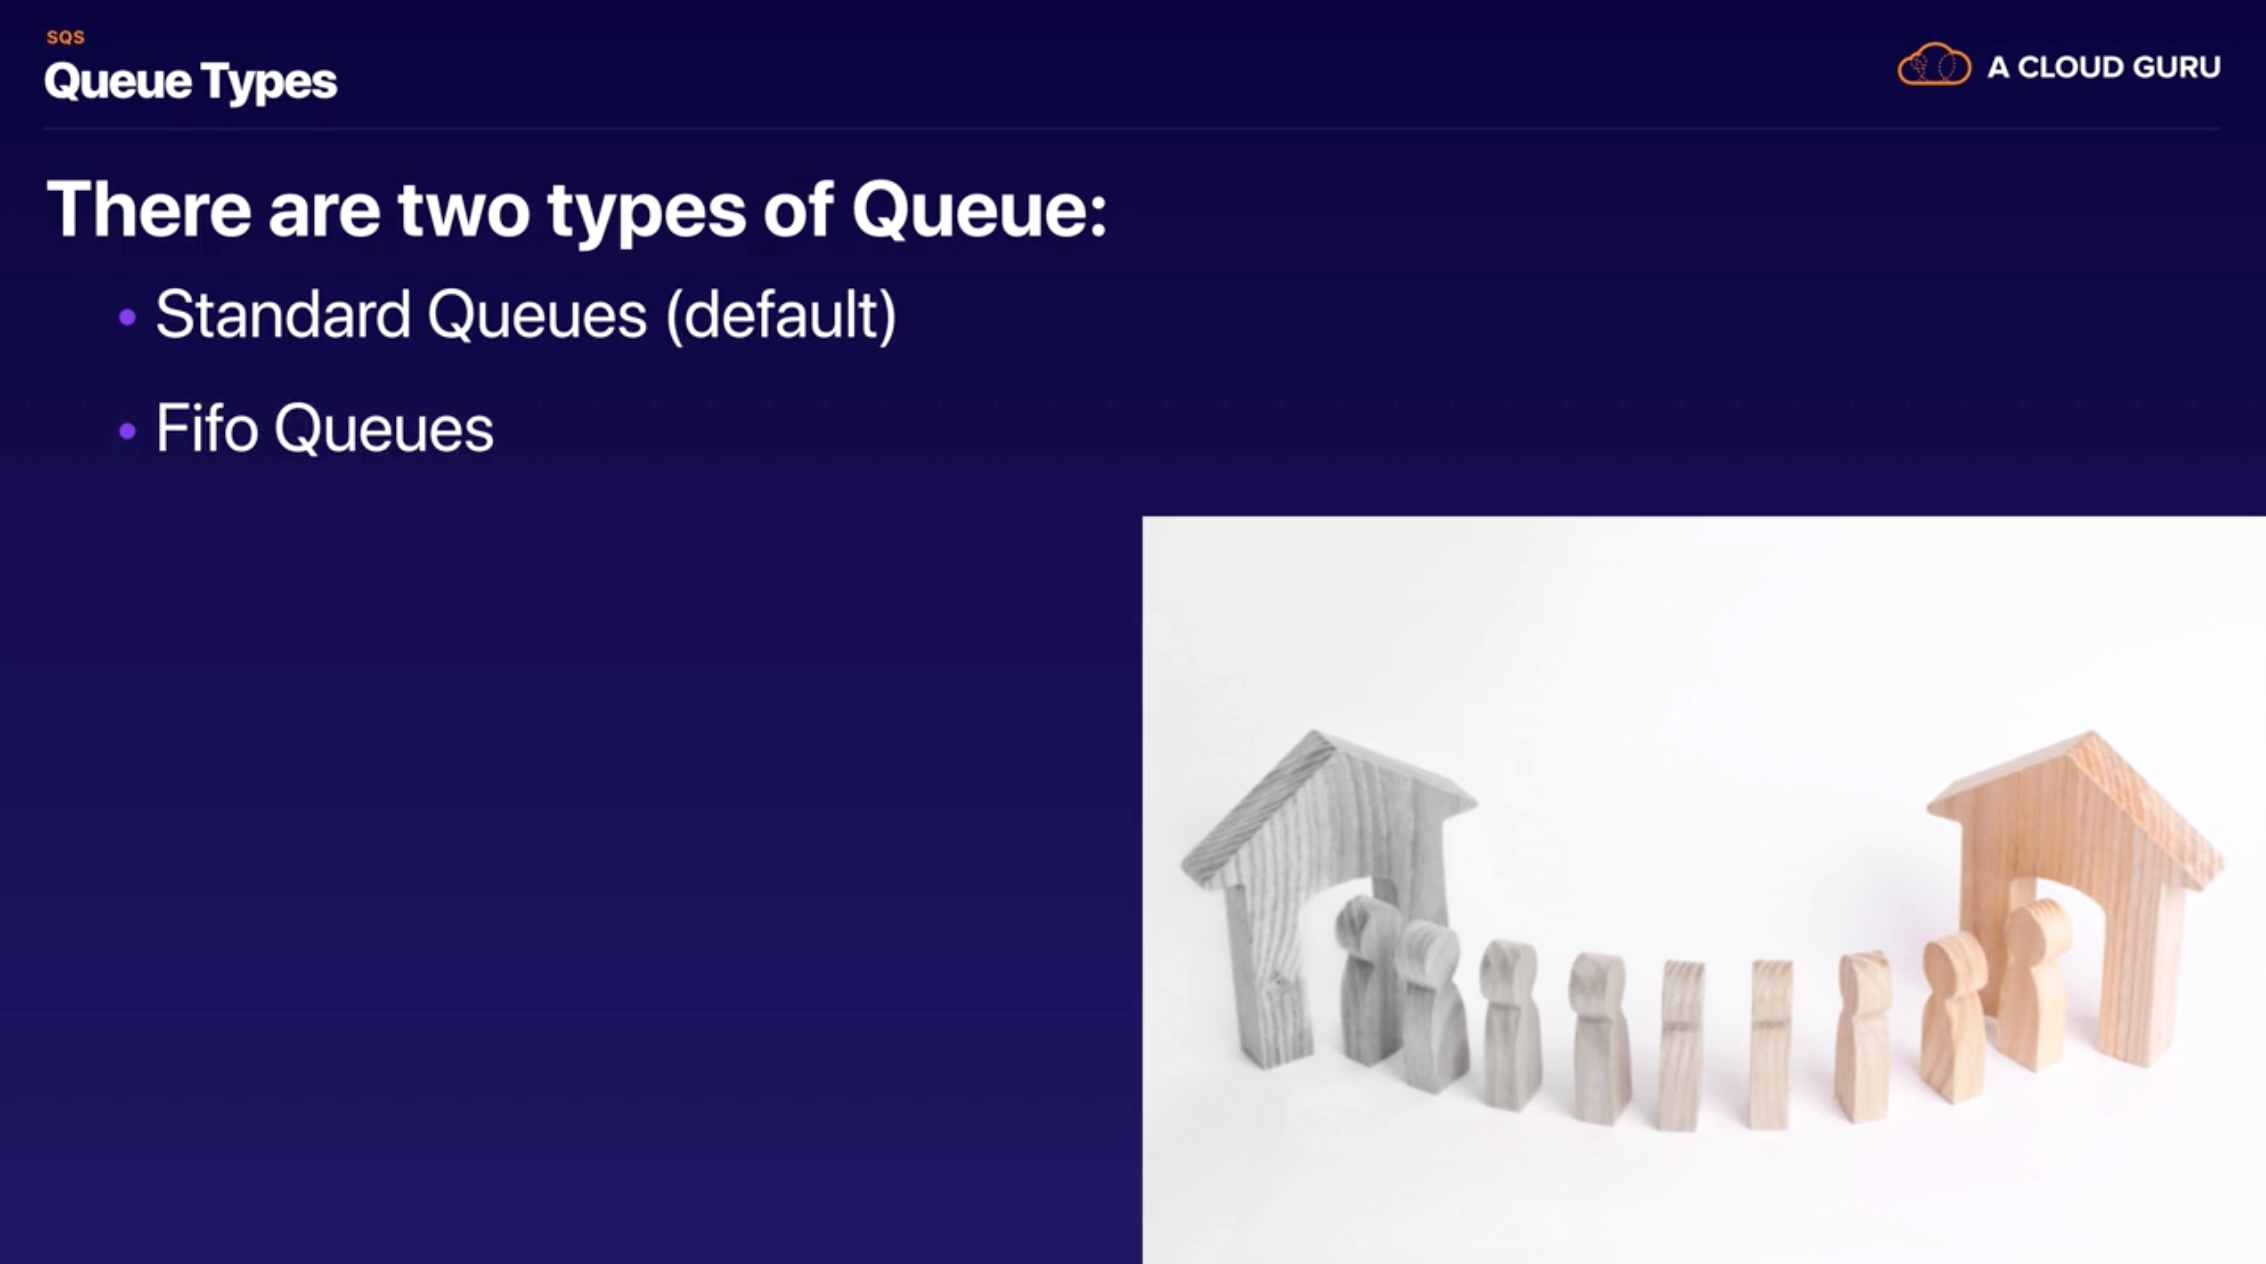 SQS
Queue Types
A CLOUD GURU
There are two types of Queue:
• Standard Queues (default)
• Fifo Queues